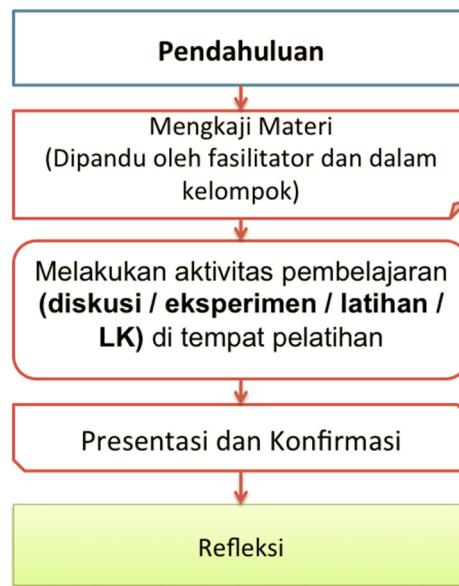 Pendahuluan
Mengkaji Materi
(Dipandu oleh fasilitator dan dalam
kelompok)
Melakukan aktivitas pembelajaran
(diskusi / eksperimen / latihan /
LK) di tempat pelatihan
Presentasi dan Konfirmasi
Refleksi